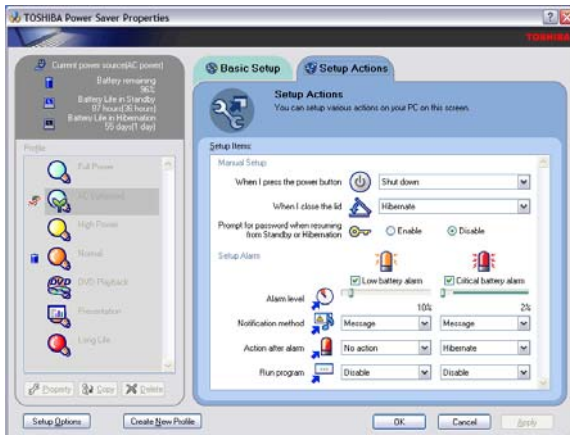 TOSHIBA Power Saver Properties
TOSHIBA
Current power source(AC power)
Battery remaining
96%
Battery Life in Standby
87 hours(36 hours)
Battery Life in Hibernation
55 days(1 day)
Profile
Full Power
High Power
Normal
DVD Playback
Presentation
Long Life
Property
Copy
Delete
Setup Options
Create New Profile
Basic Setup
Setup Actions
Setup Actions
You can setup various actions on your PC on this screen.
Setup Items:
Manual Setup
When I press the power button
Shut down
When I close the lid
Hibernate
Prompt for password when resuming
from Standby or Hibernation
Enable
Disable
Setup Alarm
Low battery alarm
Critical battery alarm
Alarm level
10%
2%
Notification method
Message
Message
Action after alarm
No action
Hibernate
Run program
Disable
Disable
OK
Cancel
Apply